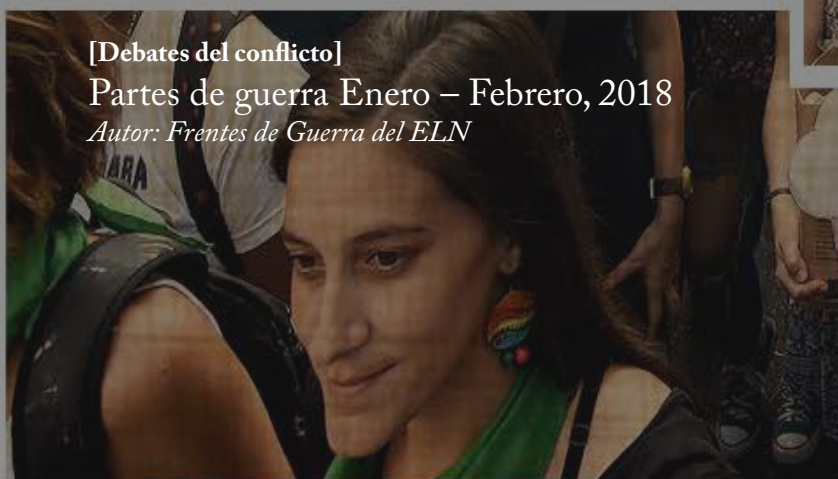 [Debates del conflicto]
Partes de guerra Enero – Febrero, 2018
Autor: Frentes de Guerra del ELN